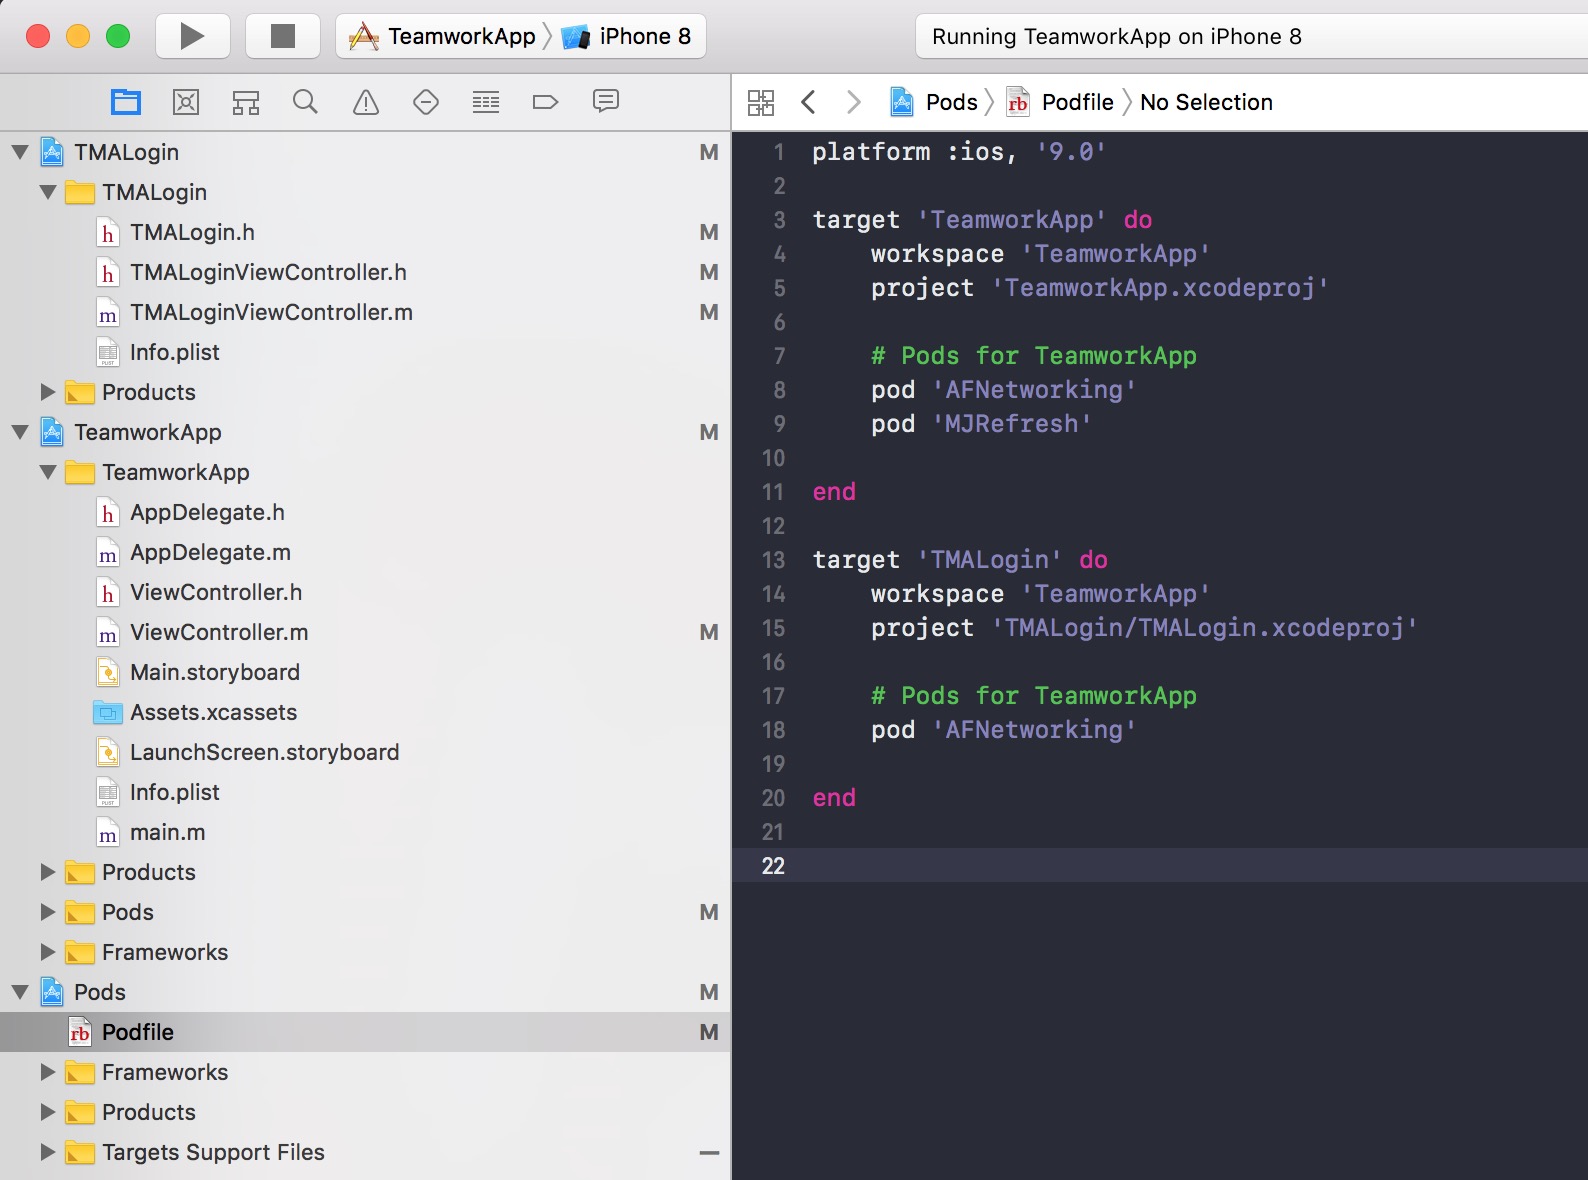 TeamworkApp iPhone 8
Running TeamworkApp on iPhone 8
Pods Podfile No Selection
TMALogin M
TMALogin
h TMALogin.h M
h TMALoginViewController.h M
m TMALoginViewController.m M
Info.plist
Products
TeamworkApp M
TeamworkApp
h AppDelegate.h
m AppDelegate.m
h ViewController.h
m ViewController.m M
Main.storyboard
Assets.xcassets
LaunchScreen.storyboard
Info.plist
m main.m
Products
Pods M
Frameworks
Pods M
rb Podfile M
Frameworks
Products
Targets Support Files
1 platform :ios, '9.0'
2
3 target 'TeamworkApp' do
4 workspace 'TeamworkApp'
5 project 'TeamworkApp.xcodeproj'
6
7 # Pods for TeamworkApp
8 pod 'AFNetworking'
9 pod 'MJRefresh'
10
11 end
12
13 target 'TMALogin' do
14 workspace 'TeamworkApp'
15 project 'TMALogin/TMALogin.xcodeproj'
16
17 # Pods for TeamworkApp
18 pod 'AFNetworking'
19
20 end
21
22